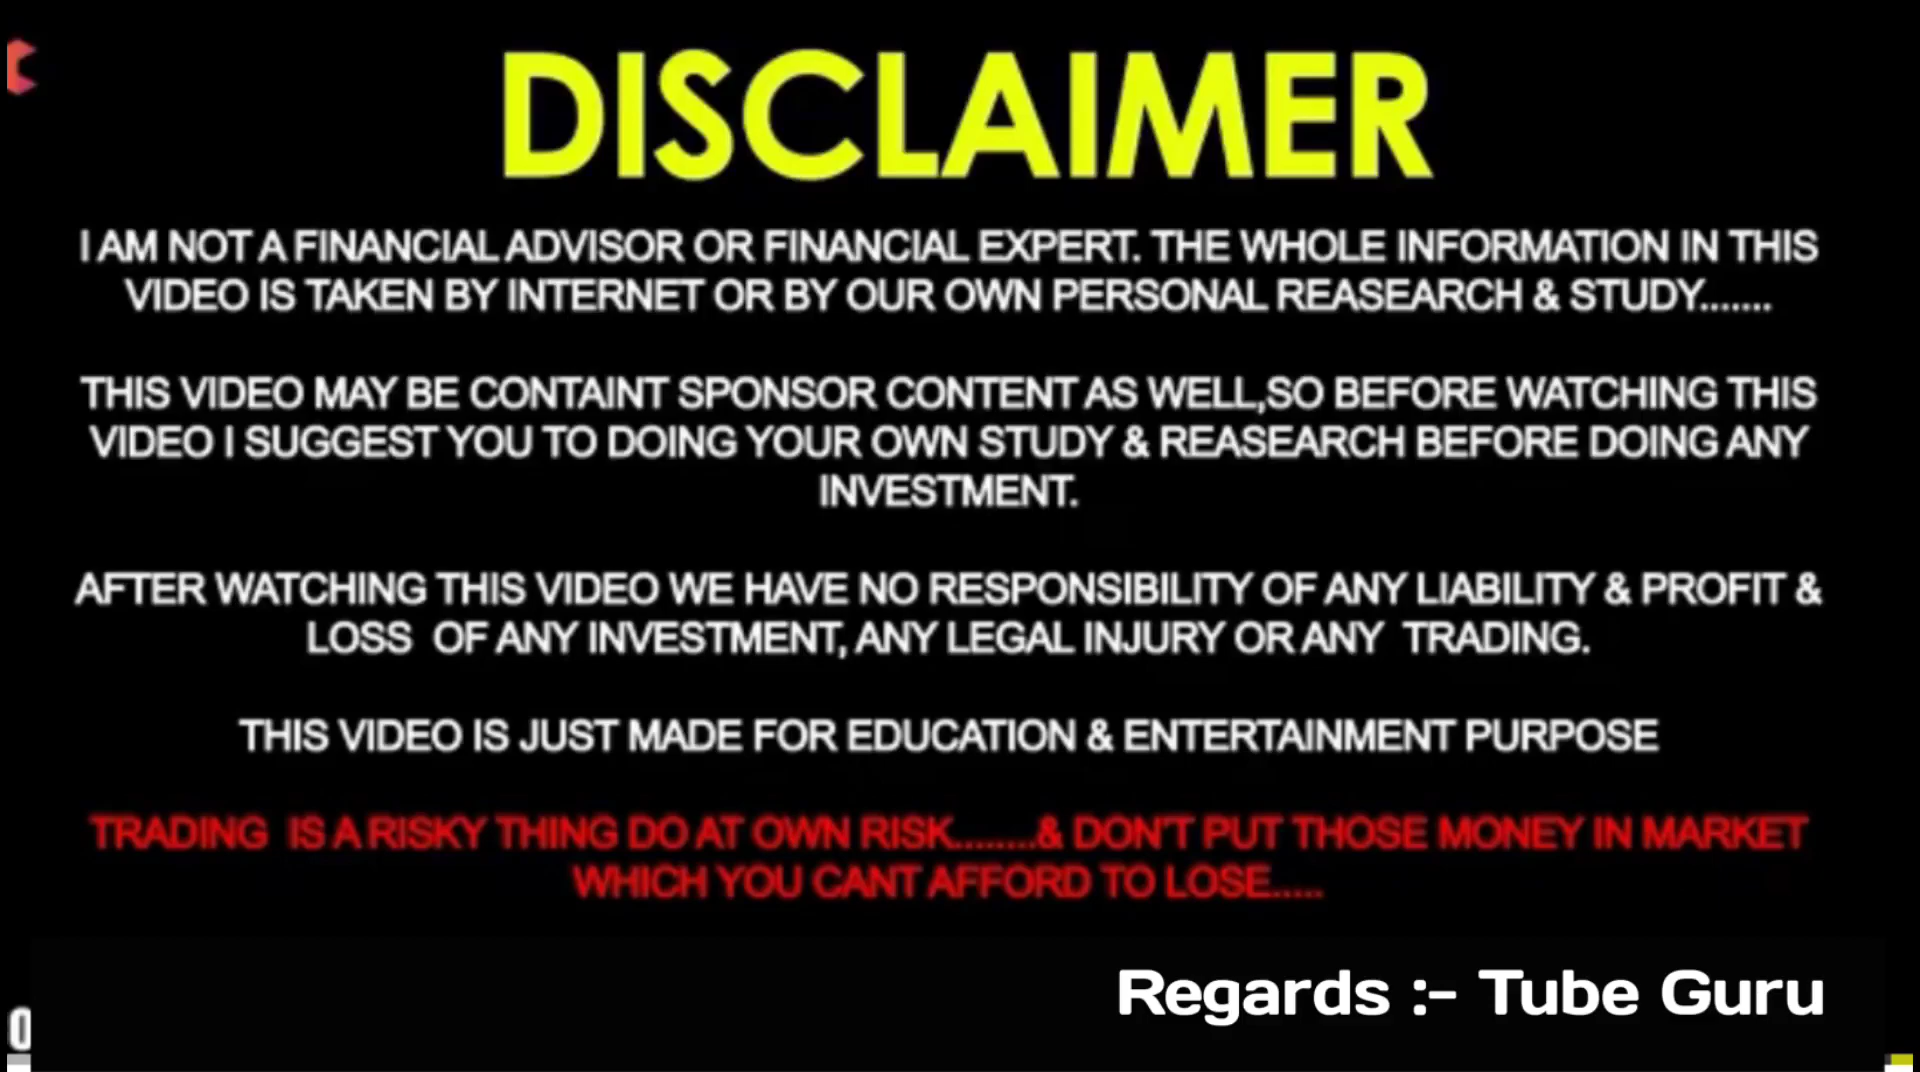 DISCLAIMER
I AM NOT A FINANCIAL ADVISOR OR FINANCIAL EXPERT. THE WHOLE INFORMATION IN THIS
VIDEO IS TAKEN BY INTERNET OR BY OUR OWN PERSONAL REASEARCH & STUDY.......
THIS VIDEO MAY BE CONTAINT SPONSOR CONTENT AS WELL,SO BEFORE WATCHING THIS
VIDEO I SUGGEST YOU TO DOING YOUR OWN STUDY & REASEARCH BEFORE DOING ANY
INVESTMENT.
AFTER WATCHING THIS VIDEO WE HAVE NO RESPONSIBILITY OF ANY LIABILITY & PROFIT &
LOSS  OF ANY INVESTMENT, ANY LEGAL INJURY OR ANY  TRADING.
THIS VIDEO IS JUST MADE FOR EDUCATION & ENTERTAINMENT PURPOSE
TRADING  IS A RISKY THING DO AT OWN RISK........& DON'T PUT THOSE MONEY IN MARKET
WHICH YOU CANT AFFORD TO LOSE.....
Regards :- Tube Guru